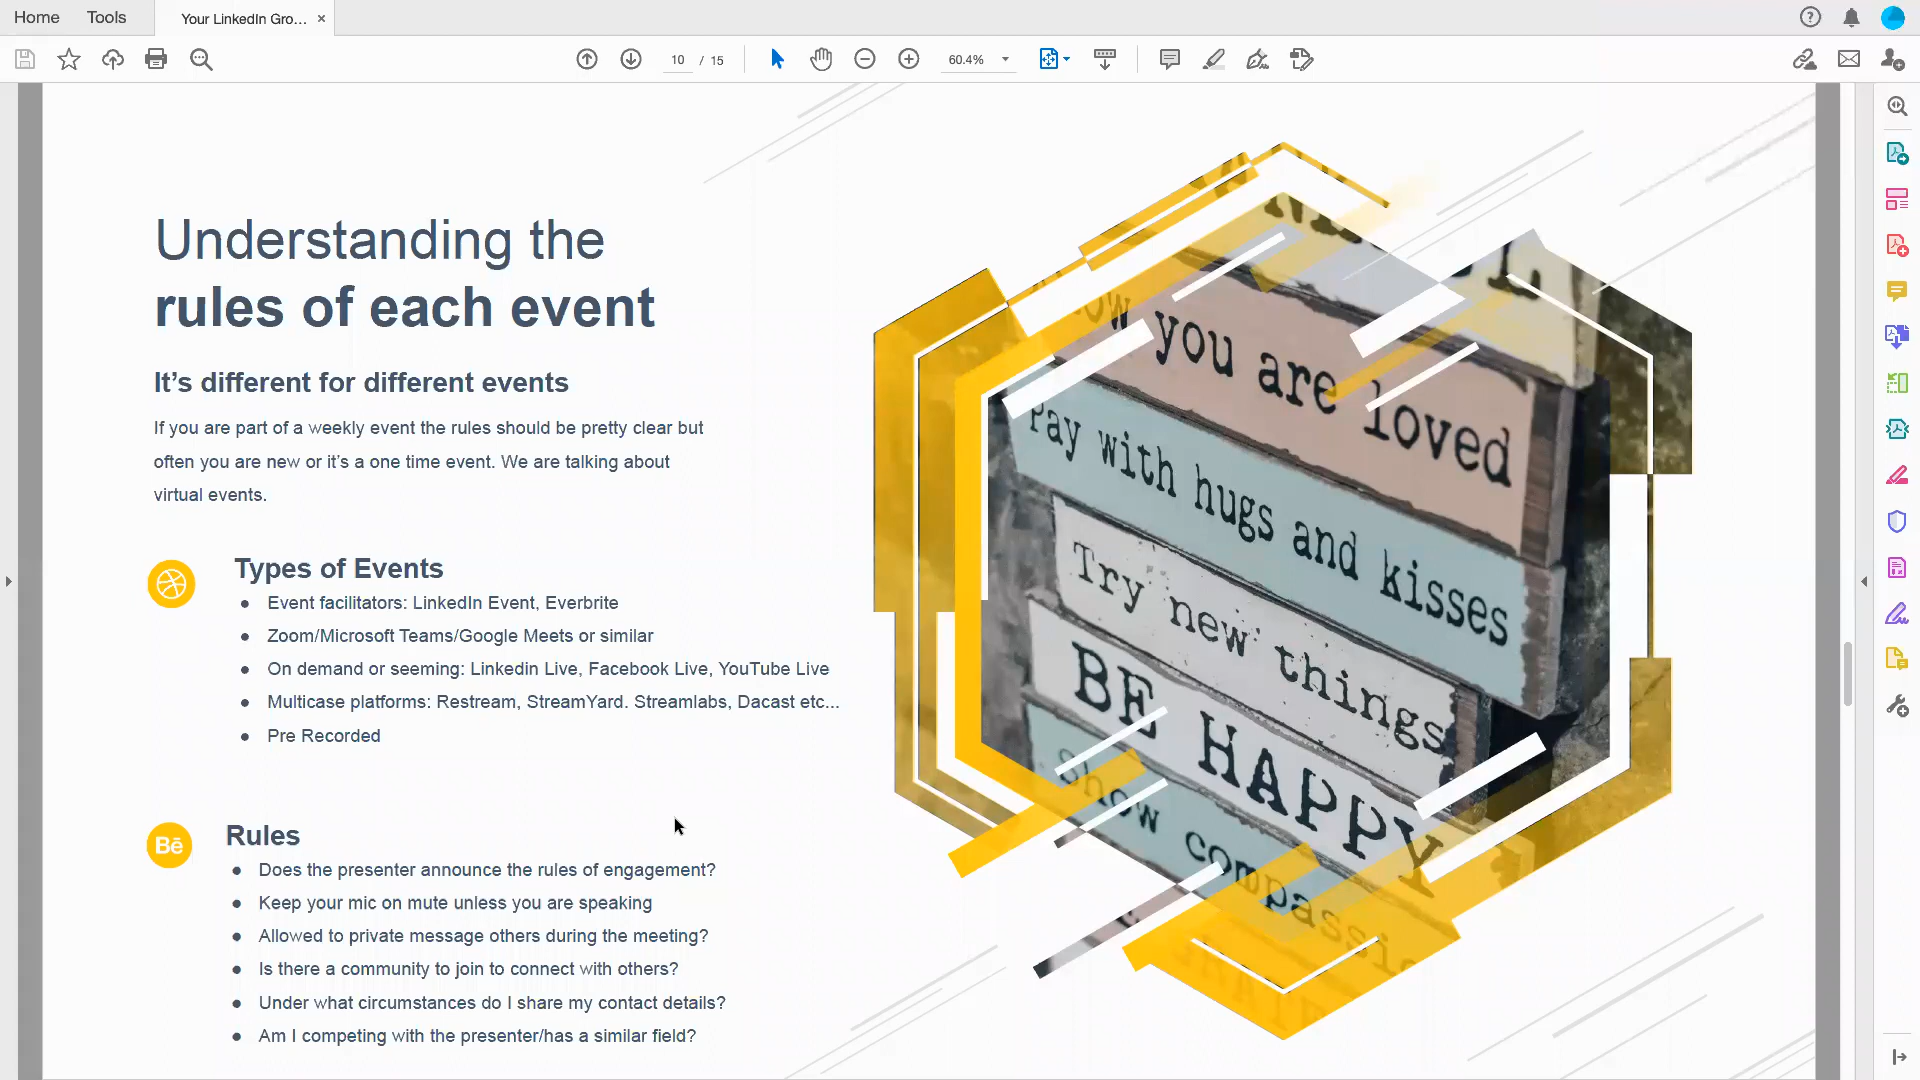 Home Tools Your LinkedIn Gro... ×
10 / 15 60.4%
Understanding the
rules of each event
It's different for different events
If you are part of a weekly event the rules should be pretty clear but
often you are new or it's a one time event. We are talking about
virtual events.
Types of Events
● Event facilitators: LinkedIn Event, Everbrite
● Zoom/Microsoft Teams/Google Meets or similar
● On demand or seeming: Linkedin Live, Facebook Live, YouTube Live
● Multicase platforms: Restream, StreamYard. Streamlabs, Dacast etc...
● Pre Recorded
Bē
Rules
● Does the presenter announce the rules of engagement?
● Keep your mic on mute unless you are speaking
● Allowed to private message others during the meeting?
● Is there a community to join to connect with others?
● Under what circumstances do I share my contact details?
● Am I competing with the presenter/has a similar field?
you are loved
Pay with hugs and kisses
Try new things
BE HAPPY
Show